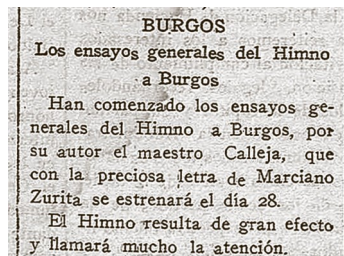 BURGOS
Los ensayos generales del Himno
a Burgos
Han comenzado los ensayos ge-
nerales del Himno a Burgos, por
su autor el maestro Calleja, que
con la preciosa letra de Marciano
Zurita se estrenará el día 28.
El Himno resulta de gran efecto
y llamará mucho la atención.